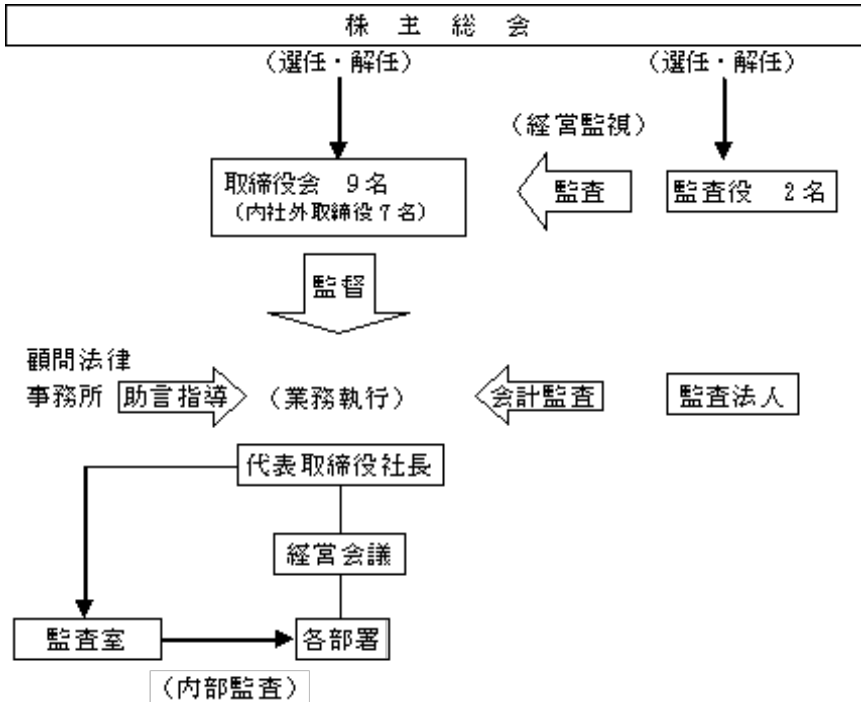 株 主 総 会
(選任・解任) (選任・解任)
(経営監視)
取締役会 9名
(内社外取締役7名)
監査
監査役 2名
監督
顧問法律
事務所
助言指導
(業務執行)
会計監査
監査法人
代表取締役社長
経営会議
監査室
各部署
(内部監査)